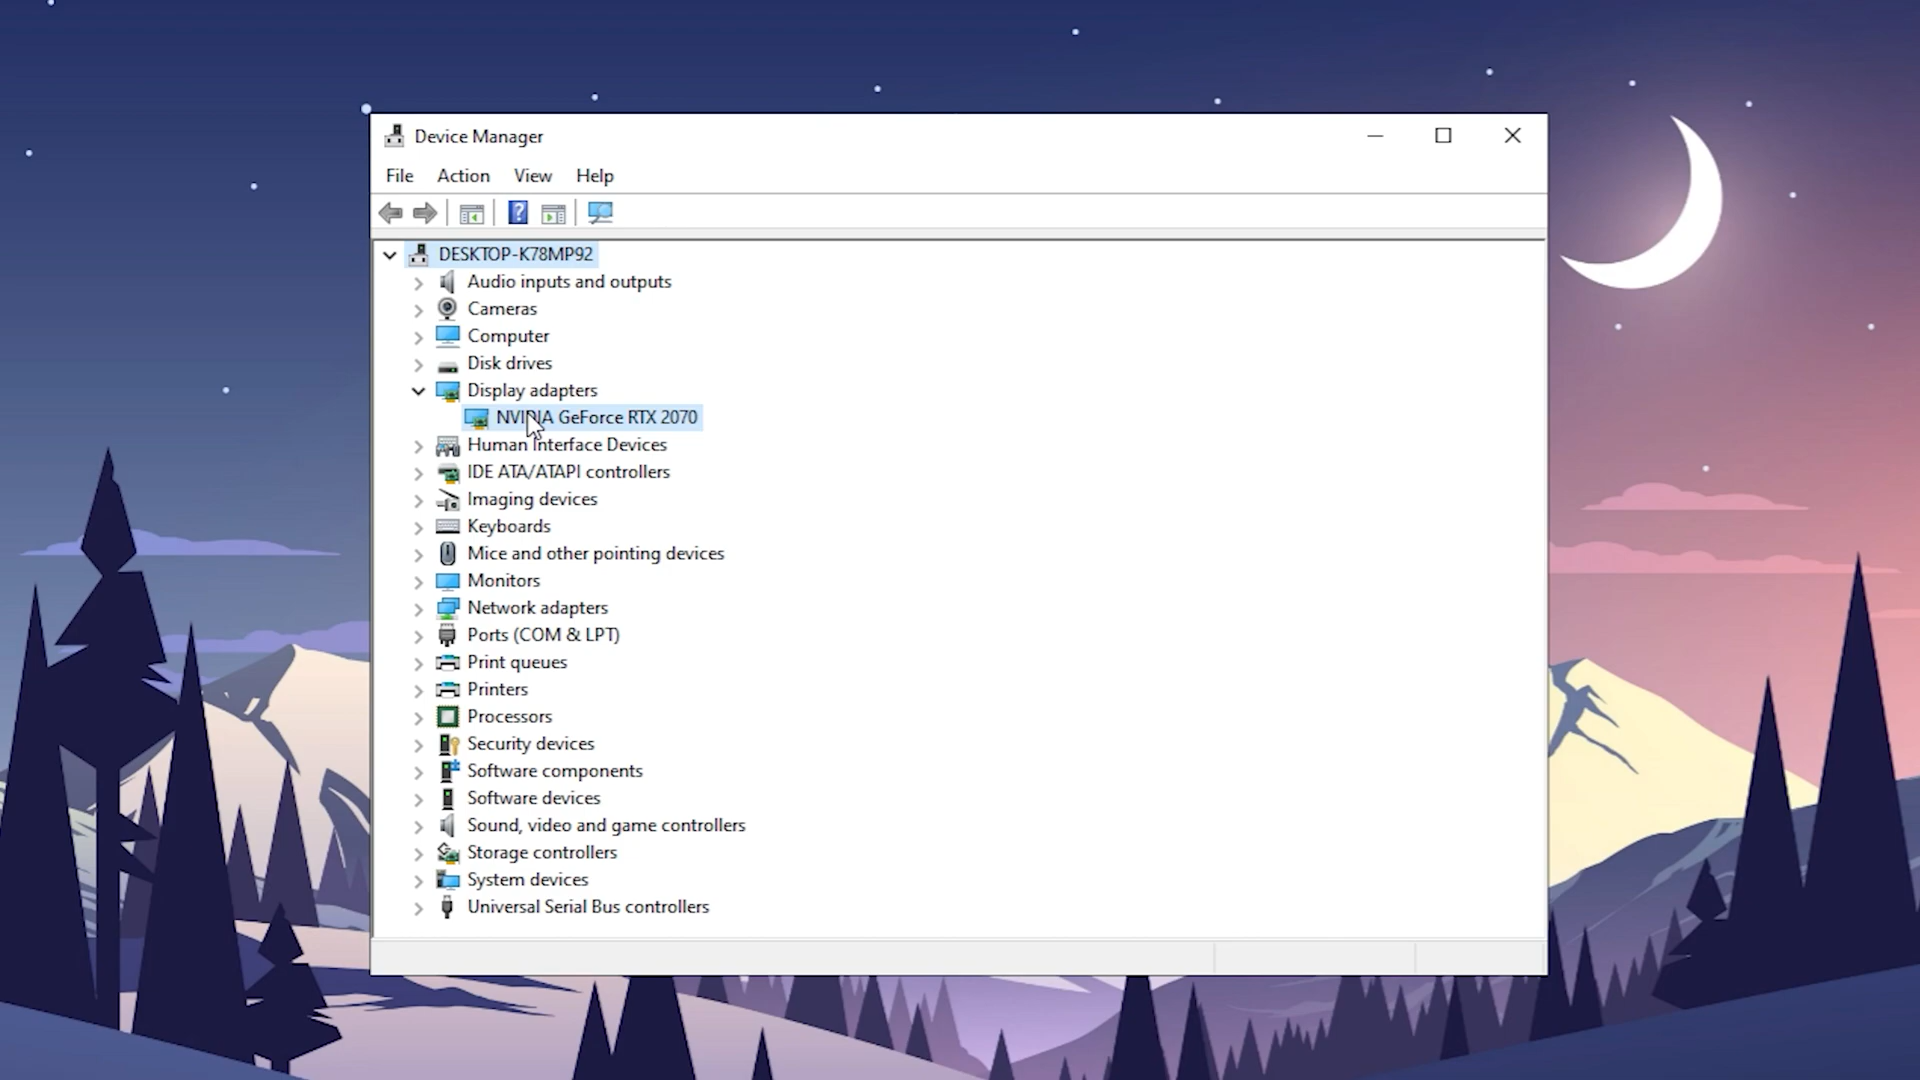 Device Manager
File Action View Help
DESKTOP-K78MP92
Audio inputs and outputs
Cameras
Computer
Disk drives
Display adapters
NVIDIA GeForce RTX 2070
Human Interface Devices
IDE ATA/ATAPI controllers
Imaging devices
Keyboards
Mice and other pointing devices
Monitors
Network adapters
Ports (COM & LPT)
Print queues
Printers
Processors
Security devices
Software components
Software devices
Sound, video and game controllers
Storage controllers
System devices
Universal Serial Bus controllers